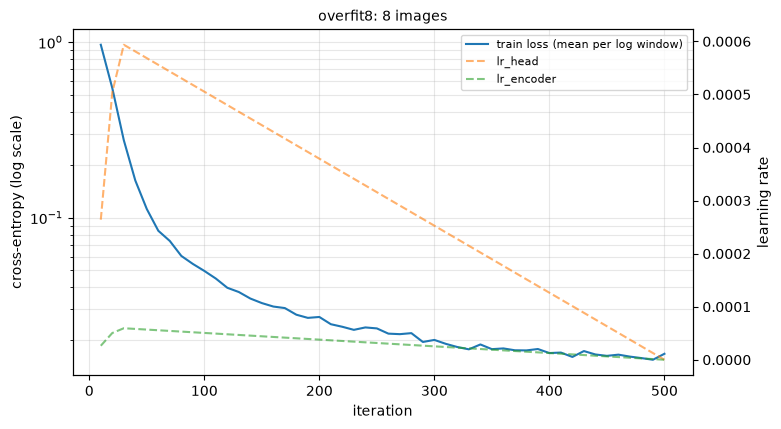 overfit8: 8 images
train loss (mean per log window)
lr_head
lr_encoder
cross-entropy (log scale)
10⁰
10⁻¹
0.0006
0.0005
0.0004
0.0003
0.0002
0.0001
0.0000
learning rate
0 100 200 300 400 500
iteration